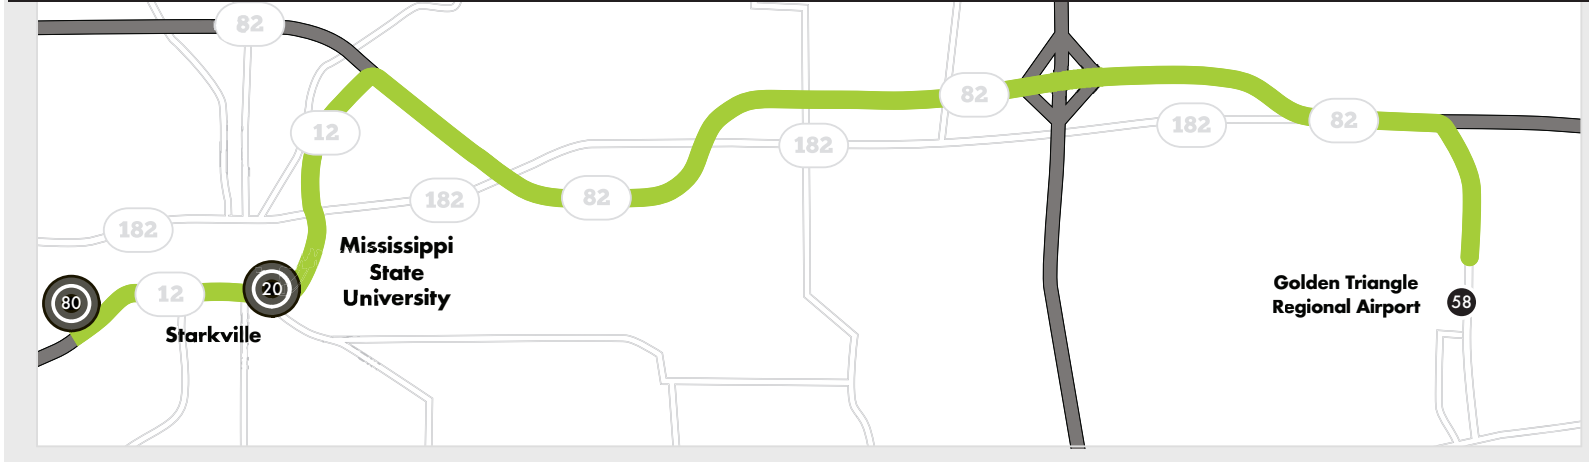 82
12
82
82
182
182
82
182
182
Mississippi
State
University
80
12
20
Starkville
Golden Triangle
Regional Airport
58